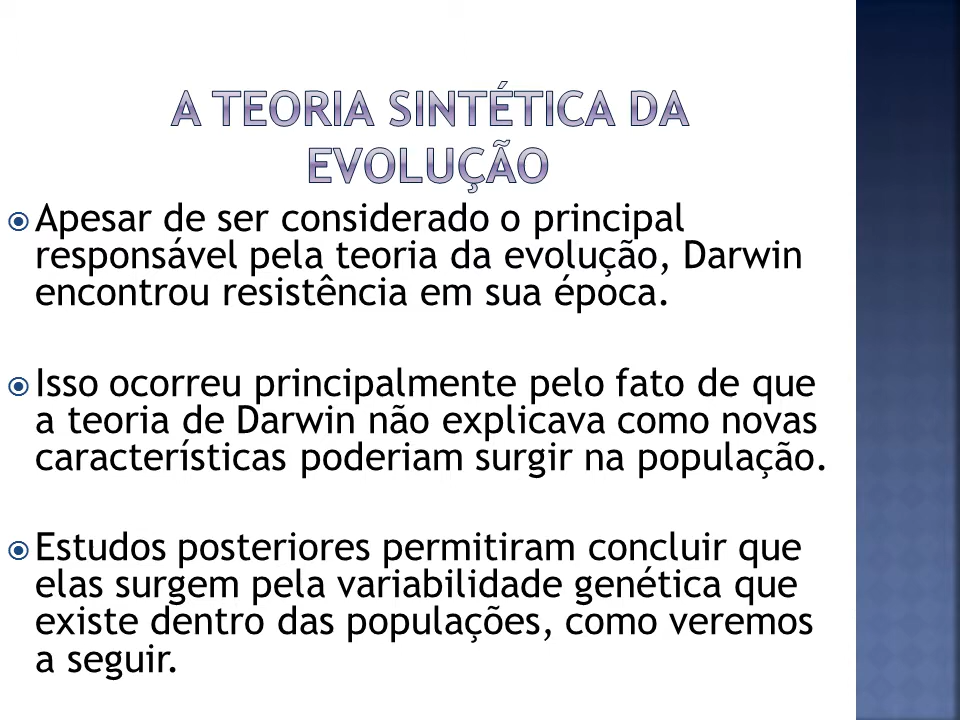 A TEORIA SINTÉTICA DA
EVOLUÇÃO
Apesar de ser considerado o principal
responsável pela teoria da evolução, Darwin
encontrou resistência em sua época.
Isso ocorreu principalmente pelo fato de que
a teoria de Darwin não explicava como novas
características poderiam surgir na população.
Estudos posteriores permitiram concluir que
elas surgem pela variabilidade genética que
existe dentro das populações, como veremos
a seguir.